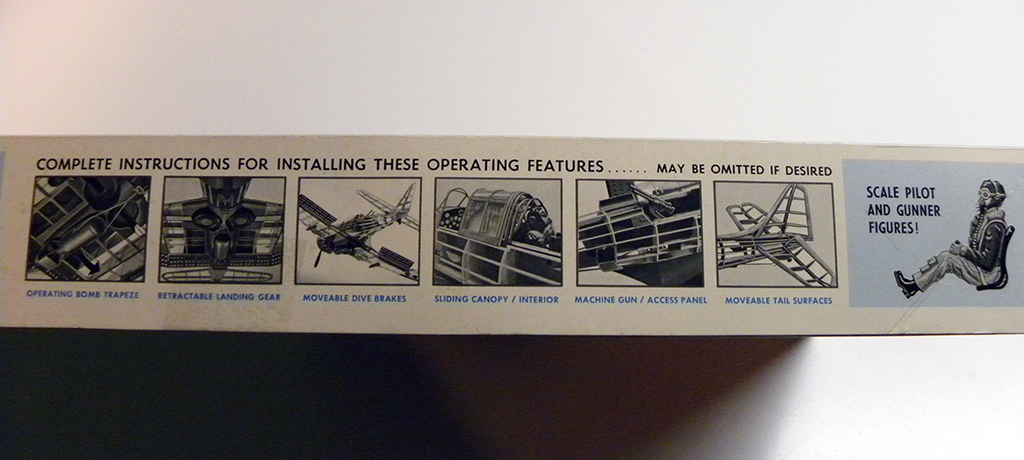 COMPLETE INSTRUCTIONS FOR INSTALLING THESE OPERATING FEATURES...... MAY BE OMITTED IF DESIRED
OPERATING BOMB TRAPEZE
RETRACTABLE LANDING GEAR
MOVEABLE DIVE BRAKES
SLIDING CANOPY / INTERIOR
MACHINE GUN / ACCESS PANEL
MOVEABLE TAIL SURFACES
SCALE PILOT
AND GUNNER
FIGURES!